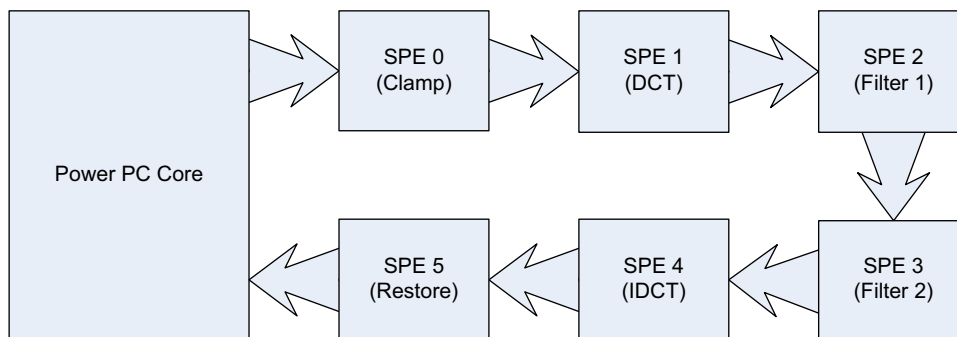 Power PC Core
SPE 0
(Clamp)
SPE 1
(DCT)
SPE 2
(Filter 1)
SPE 3
(Filter 2)
SPE 4
(IDCT)
SPE 5
(Restore)